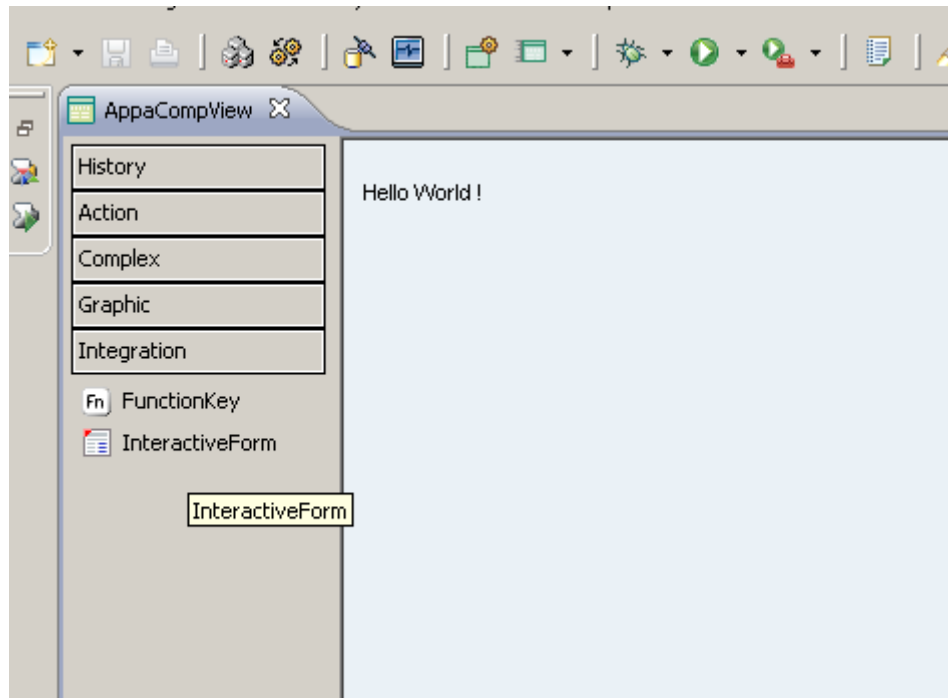 AppaCompView
History
Hello World !
Action
Complex
Graphic
Integration
Fn FunctionKey
InteractiveForm
InteractiveForm